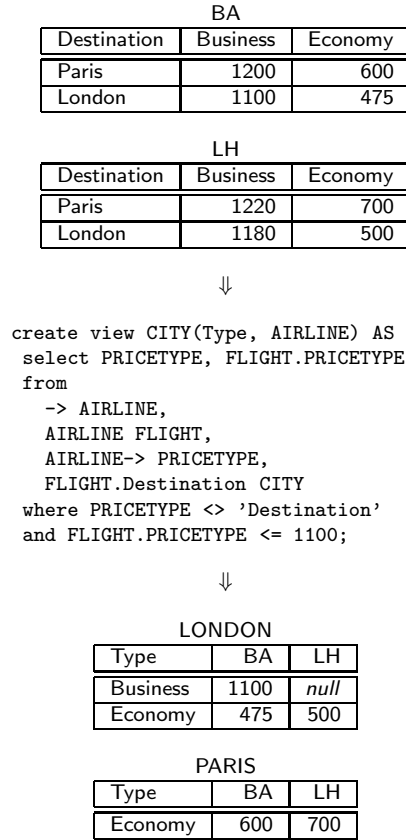 BA
Destination Business Economy
Paris 1200 600
London 1100 475
LH
Destination Business Economy
Paris 1220 700
London 1180 500
⇓
create view CITY(Type, AIRLINE) AS
select PRICETYPE, FLIGHT.PRICETYPE
from
-> AIRLINE,
AIRLINE FLIGHT,
AIRLINE-> PRICETYPE,
FLIGHT.Destination CITY
where PRICETYPE <> ’Destination’
and FLIGHT.PRICETYPE <= 1100;
⇓
LONDON
Type BA LH
Business 1100 null
Economy 475 500
PARIS
Type BA LH
Economy 600 700